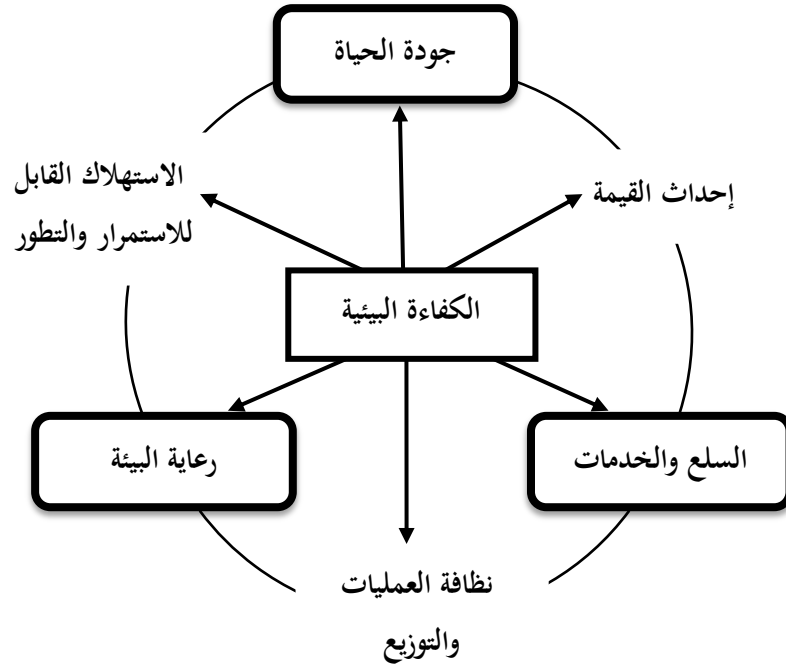 جودة الحياة
إحداث القيمة
الاستهلاك القابل
للاستمرار والتطور
الكفاءة البيئية
السلع والخدمات
رعاية البيئة
نظافة العمليات
والتوزيع